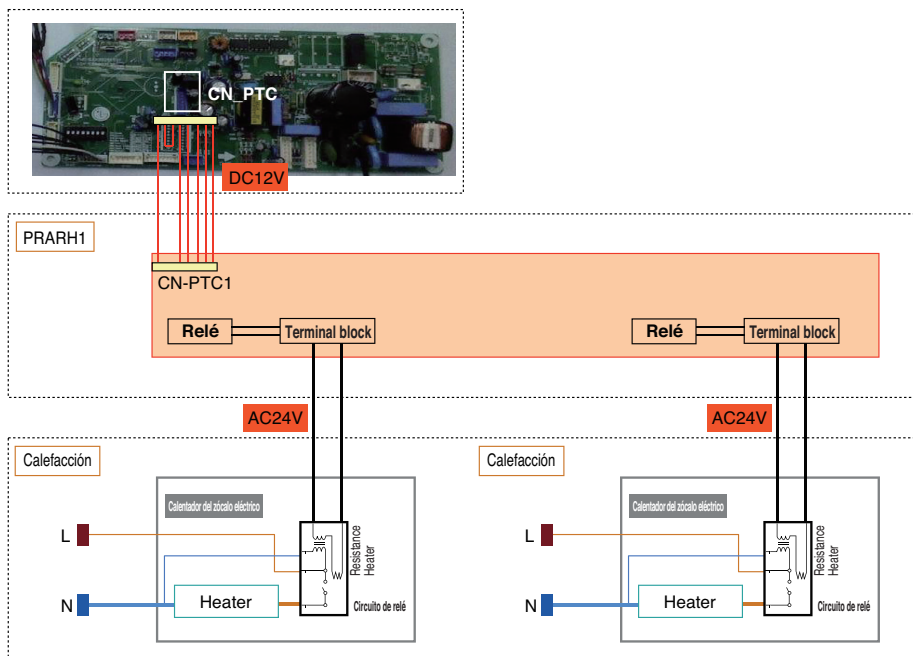 CN_PTC
DC12V
PRARH1
CN-PTC1
Relé
Terminal block
Relé
Terminal block
AC24V
AC24V
Calefacción
Calefacción
Calentador del zócalo eléctrico
Calentador del zócalo eléctrico
L
Resistance
Heater
L
Resistance
Heater
N
Heater
Circuito de relé
N
Heater
Circuito de relé